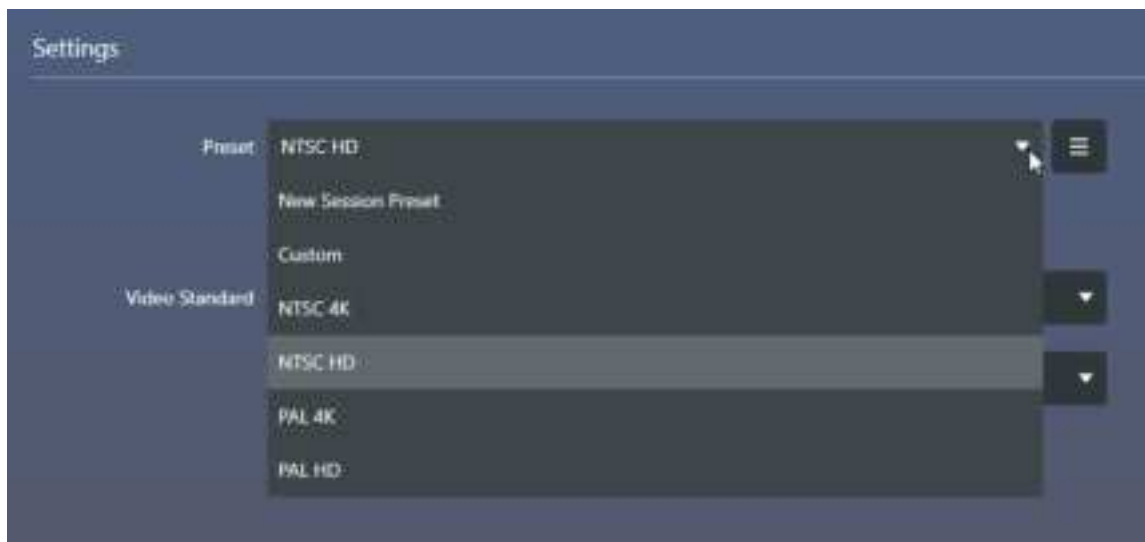 Settings
Preset NTSC HD
New Session Preset
Custom
Video Standard
NTSC 4K
NTSC HD
PAL 4K
PAL HD